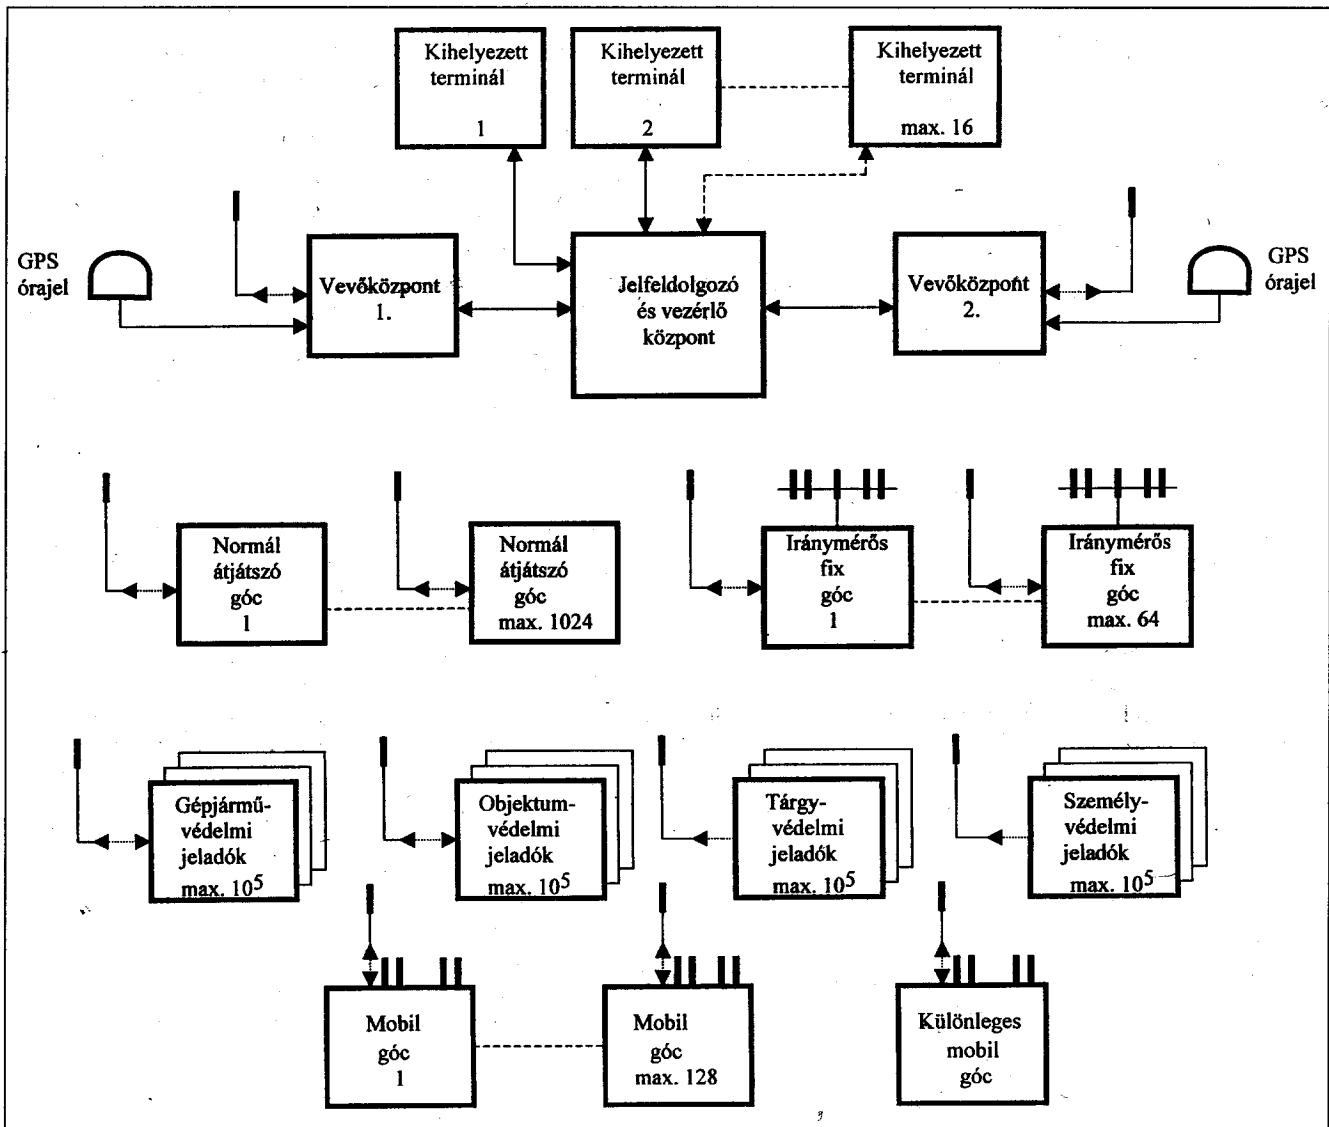 Kihelyezett
terminál
1
Kihelyezett
terminál
2
Kihelyezett
terminál
max. 16
GPS
órajel
Vevőközpont
1.
Jelfeldolgozó
és vezérlő
központ
Vevőközpont
2.
GPS
órajel
Normál
átjátszó
góc
1
Normál
átjátszó
góc
max. 1024
Iránymérős
fix
góc
1
Iránymérős
fix
góc
max. 64
Gépjármű-
védelmi
jeladók
max. 10⁵
Objektum-
védelmi
jeladók
max. 10⁵
Tárgy-
védelmi
jeladók
max. 10⁵
Személy-
védelmi
jeladók
max. 10⁵
Mobil
góc
1
Mobil
góc
max. 128
Különleges
mobil
góc